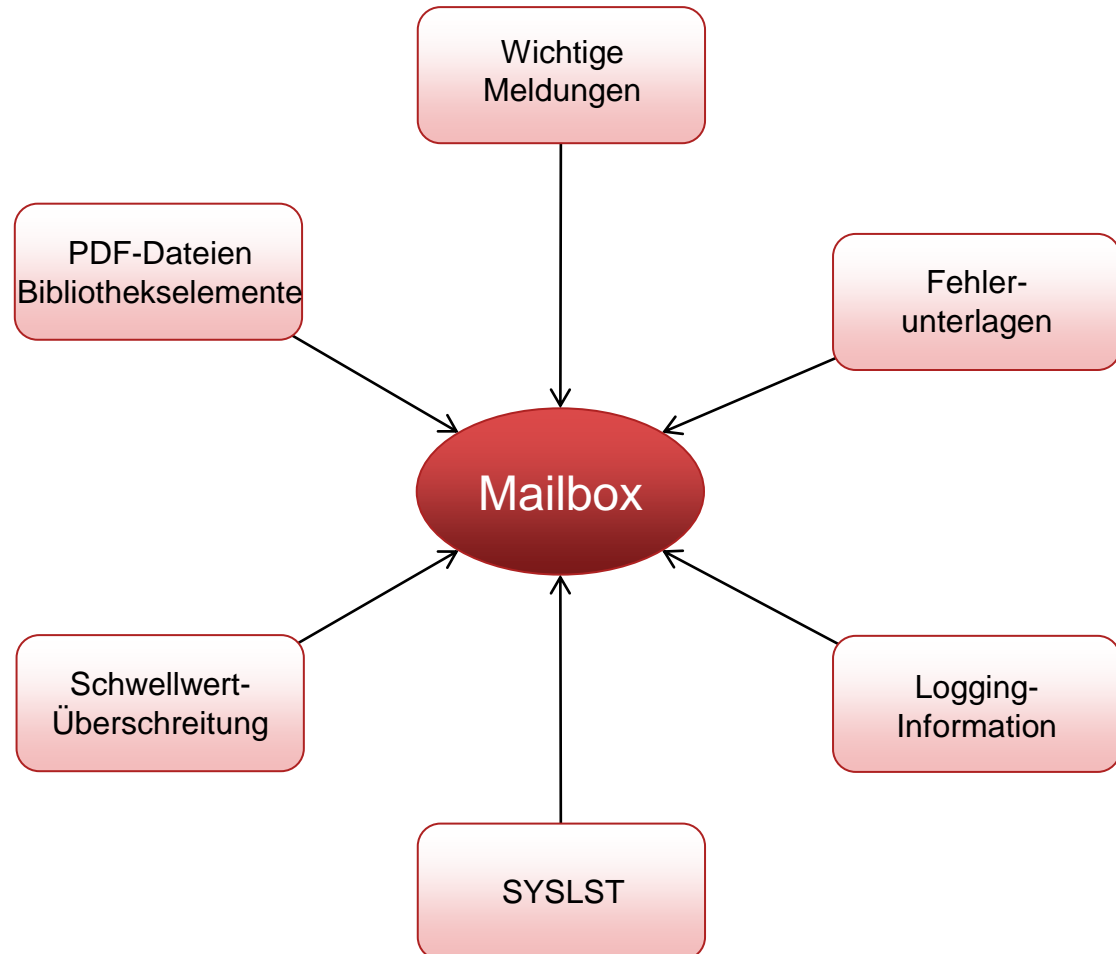 Wichtige
Meldungen
PDF-Dateien
Bibliothekselemente
Fehler-
unterlagen
Mailbox
Schwellwert-
Überschreitung
Logging-
Information
SYSLST